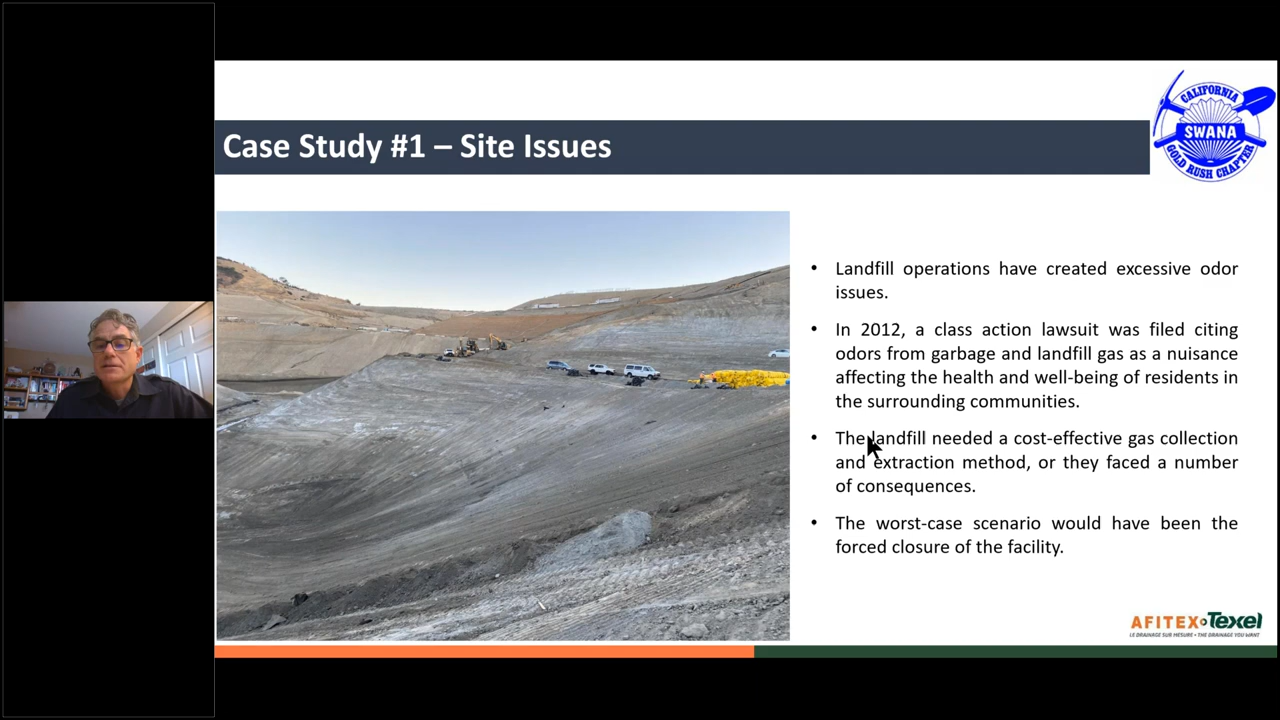 Case Study #1 – Site Issues
CALIFORNIA
SWANA
GOLD RUSH CHAPTER
• Landfill operations have created excessive odor
issues.
• In 2012, a class action lawsuit was filed citing
odors from garbage and landfill gas as a nuisance
affecting the health and well-being of residents in
the surrounding communities.
• The landfill needed a cost-effective gas collection
and extraction method, or they faced a number
of consequences.
• The worst-case scenario would have been the
forced closure of the facility.
AFITEX Texel
LE DRAINAGE SUR MESURE • THE DRAINAGE YOU WANT